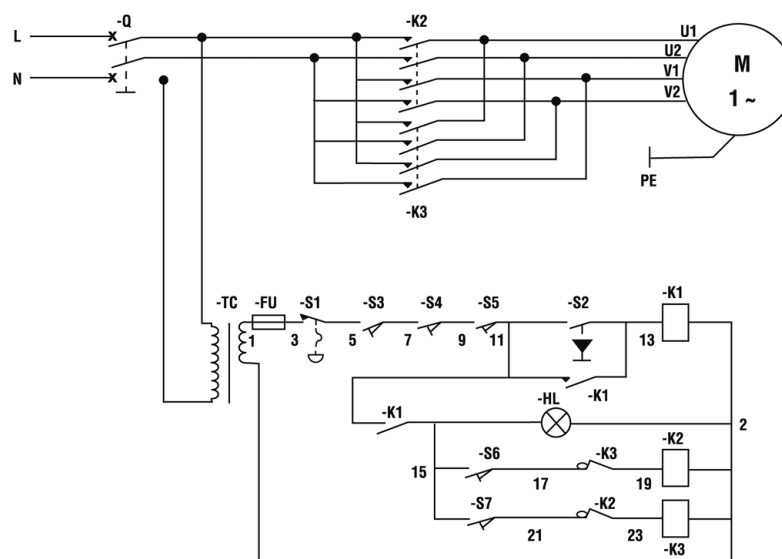 -Q
-K2
L
U1
U2
V1
V2
M
1 ~
N
PE
-K3
-TC
-FU
-S1
-S3
-S4
-S5
-S2
-K1
1
3
5
7
9
11
13
-K1
-K1
-HL
2
15
-S6
-K3
-K2
17
19
-S7
-K2
21
23
-K3